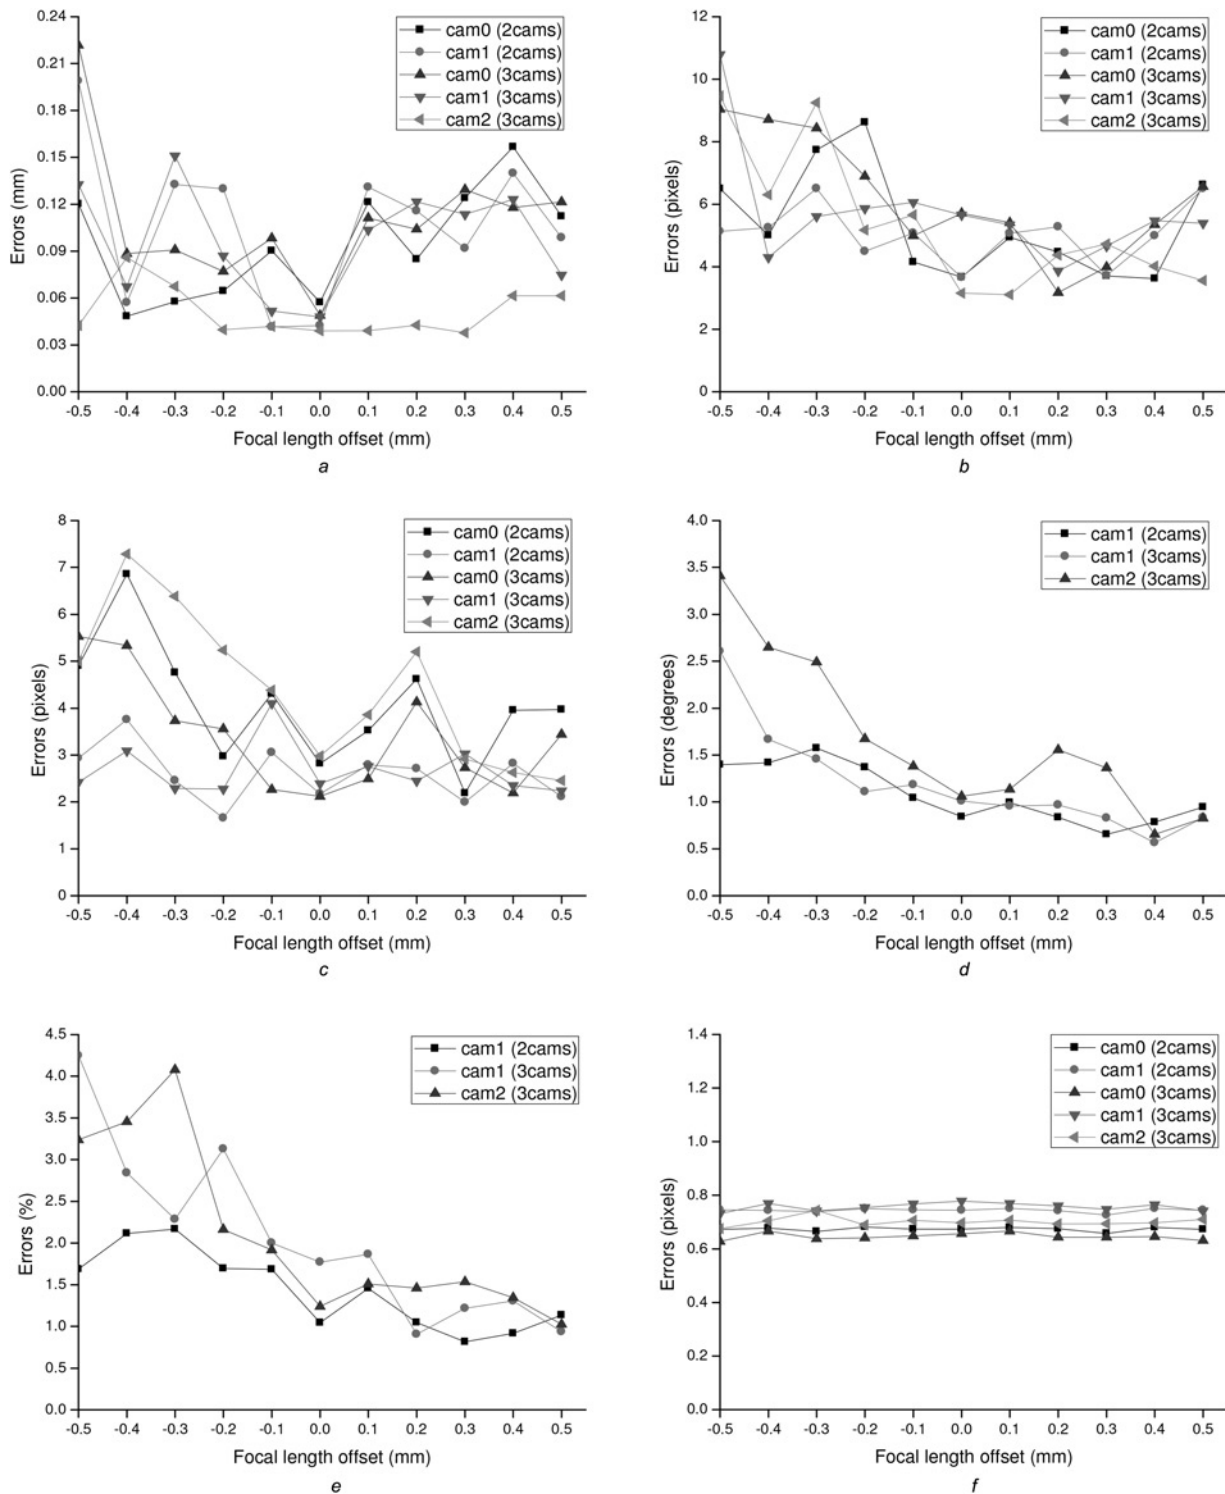 0.24
0.21
0.18
0.15
0.12
0.09
0.06
0.03
0.00
Errors (mm)
cam0 (2cams)
cam1 (2cams)
cam0 (3cams)
cam1 (3cams)
cam2 (3cams)
-0.5 -0.4 -0.3 -0.2 -0.1 0.0 0.1 0.2 0.3 0.4 0.5
Focal length offset (mm)
a
12
10
8
6
4
2
0
Errors (pixels)
cam0 (2cams)
cam1 (2cams)
cam0 (3cams)
cam1 (3cams)
cam2 (3cams)
-0.5 -0.4 -0.3 -0.2 -0.1 0.0 0.1 0.2 0.3 0.4 0.5
Focal length offset (mm)
b
8
7
6
5
4
3
2
1
0
Errors (pixels)
cam0 (2cams)
cam1 (2cams)
cam0 (3cams)
cam1 (3cams)
cam2 (3cams)
-0.5 -0.4 -0.3 -0.2 -0.1 0.0 0.1 0.2 0.3 0.4 0.5
Focal length offset (mm)
c
4.0
3.5
3.0
2.5
2.0
1.5
1.0
0.5
0.0
Errors (degrees)
cam1 (2cams)
cam1 (3cams)
cam2 (3cams)
-0.5 -0.4 -0.3 -0.2 -0.1 0.0 0.1 0.2 0.3 0.4 0.5
Focal length offset (mm)
d
4.5
4.0
3.5
3.0
2.5
2.0
1.5
1.0
0.5
0.0
Errors (%)
cam1 (2cams)
cam1 (3cams)
cam2 (3cams)
-0.5 -0.4 -0.3 -0.2 -0.1 0.0 0.1 0.2 0.3 0.4 0.5
Focal length offset (mm)
e
1.4
1.2
1.0
0.8
0.6
0.4
0.2
0.0
Errors (pixels)
cam0 (2cams)
cam1 (2cams)
cam0 (3cams)
cam1 (3cams)
cam2 (3cams)
-0.5 -0.4 -0.3 -0.2 -0.1 0.0 0.1 0.2 0.3 0.4 0.5
Focal length offset (mm)
f